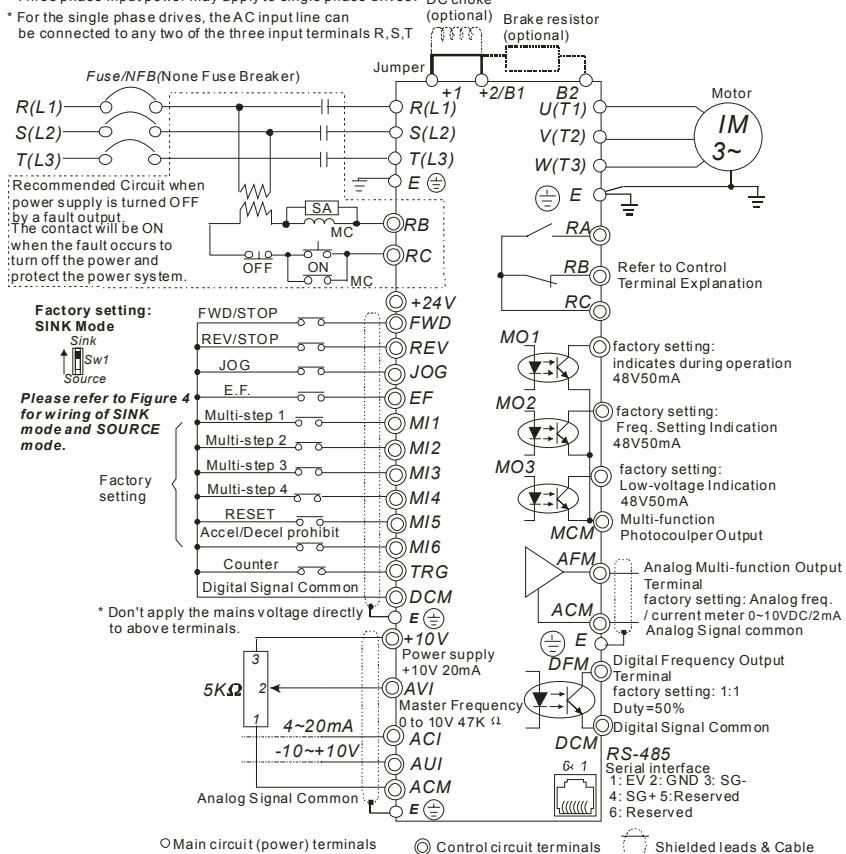 Three phase input power may apply to single phase drives.
* For the single phase drives, the AC input line can
be connected to any two of the three input terminals R,S,T
DC choke
(optional)
Brake resistor
(optional)
Jumper
+1
+2/B1
B2
Fuse/NFB(None Fuse Breaker)
Motor
R(L1)
S(L2)
T(L3)
R(L1)
S(L2)
T(L3)
E
U(T1)
V(T2)
W(T3)
E
IM
3~
Recommended Circuit when
power supply is turned OFF
by a fault output.
The contact will be ON
when the fault occurs to
turn off the power and
protect the power system.
SA
MC
OFF
ON
MC
RB
RC
RA
RB
RC
Refer to Control
Terminal Explanation
Factory setting:
SINK Mode
Sink
Sw1
Source
Please refer to Figure 4
for wiring of SINK
mode and SOURCE
mode.
Factory
setting
+24V
FWD/STOP
FWD
REV/STOP
REV
JOG
JOG
E.F.
EF
Multi-step 1
MI1
Multi-step 2
MI2
Multi-step 3
MI3
Multi-step 4
MI4
RESET
MI5
Accel/Decel prohibit
MI6
Counter
TRG
Digital Signal Common
DCM
E
* Don't apply the mains voltage directly
to above terminals.
MO1
factory setting:
indicates during operation
48V50mA
MO2
factory setting:
Freq. Setting Indication
48V50mA
MO3
factory setting:
Low-voltage Indication
48V50mA
MCM
Multi-function
Photocoulper Output
AFM
Analog Multi-function Output
Terminal
factory setting: Analog freq.
/ current meter 0~10VDC/2mA
ACM
Analog Signal common
E
+10V
Power supply
+10V 20mA
3
5KΩ
2
1
AVI
Master Frequency
0 to 10V 47K Ω
4~20mA
ACI
-10~+10V
AUI
ACM
Analog Signal Common
E
DFM
Digital Frequency Output
Terminal
factory setting: 1:1
Duty=50%
Digital Signal Common
DCM
RS-485
Serial interface
1: EV 2: GND 3: SG-
4: SG+ 5:Reserved
6: Reserved
6← 1
Main circuit (power) terminals
Control circuit terminals
Shielded leads & Cable